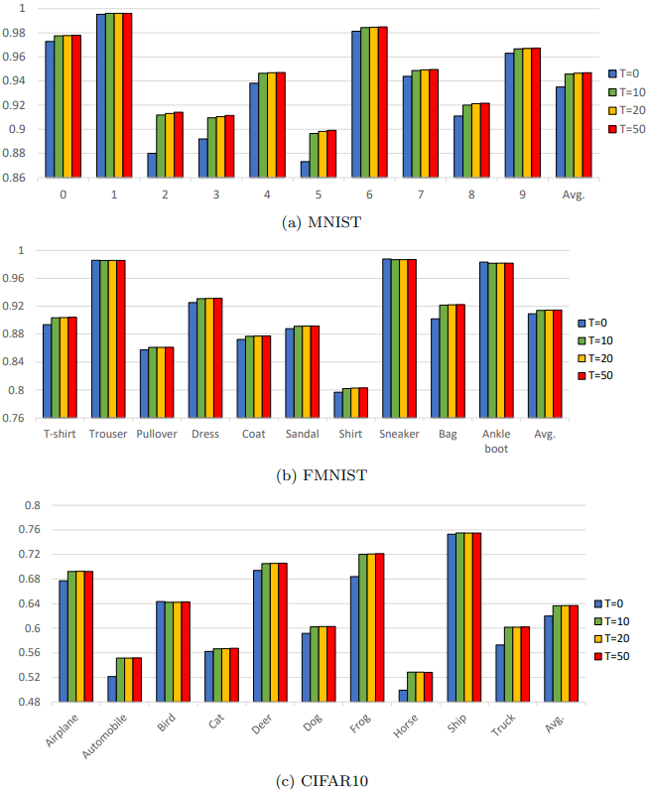 1
0.98
0.96
0.94
0.92
0.9
0.88
0.86
0 1 2 3 4 5 6 7 8 9 Avg.
T=0
T=10
T=20
T=50
(a) MNIST
1
0.96
0.92
0.88
0.84
0.8
0.76
T-shirt Trouser Pullover Dress Coat Sandal Shirt Sneaker Bag Ankle boot Avg.
T=0
T=10
T=20
T=50
(b) FMNIST
0.8
0.76
0.72
0.68
0.64
0.6
0.56
0.52
0.48
Airplane Automobile Bird Cat Deer Dog Frog Horse Ship Truck Avg.
T=0
T=10
T=20
T=50
(c) CIFAR10